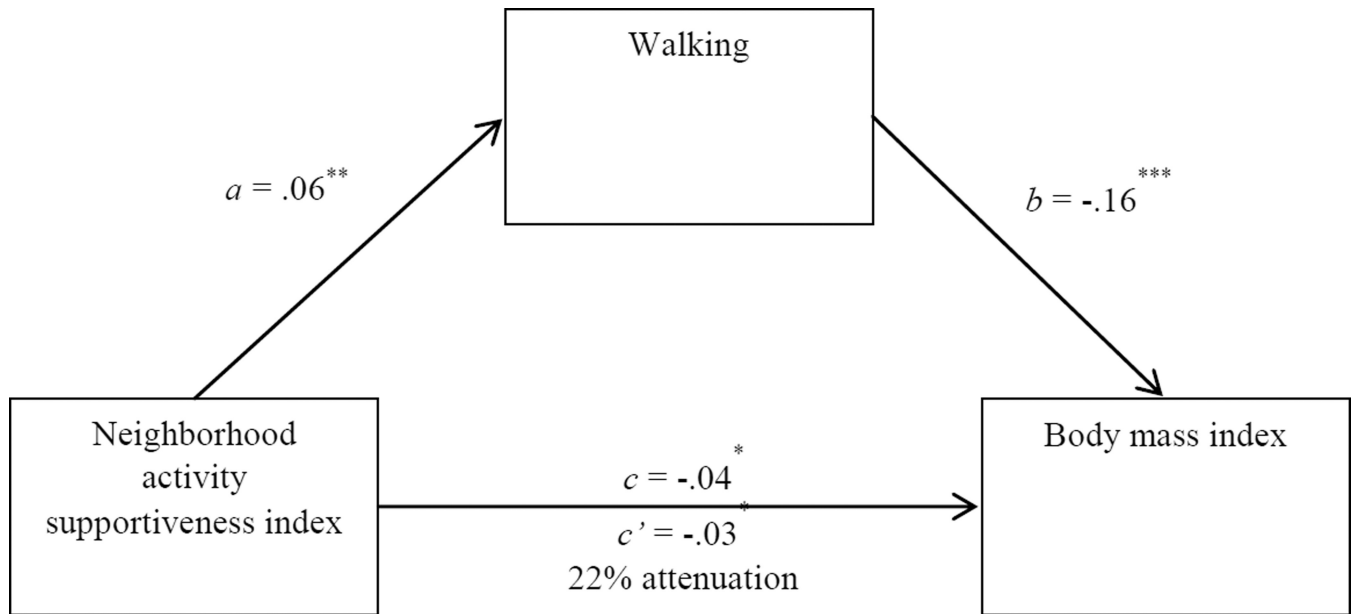 Walking
a = .06**
b = -.16***
Neighborhood
activity
supportiveness index
c = -.04*
c’ = -.03*
22% attenuation
Body mass index